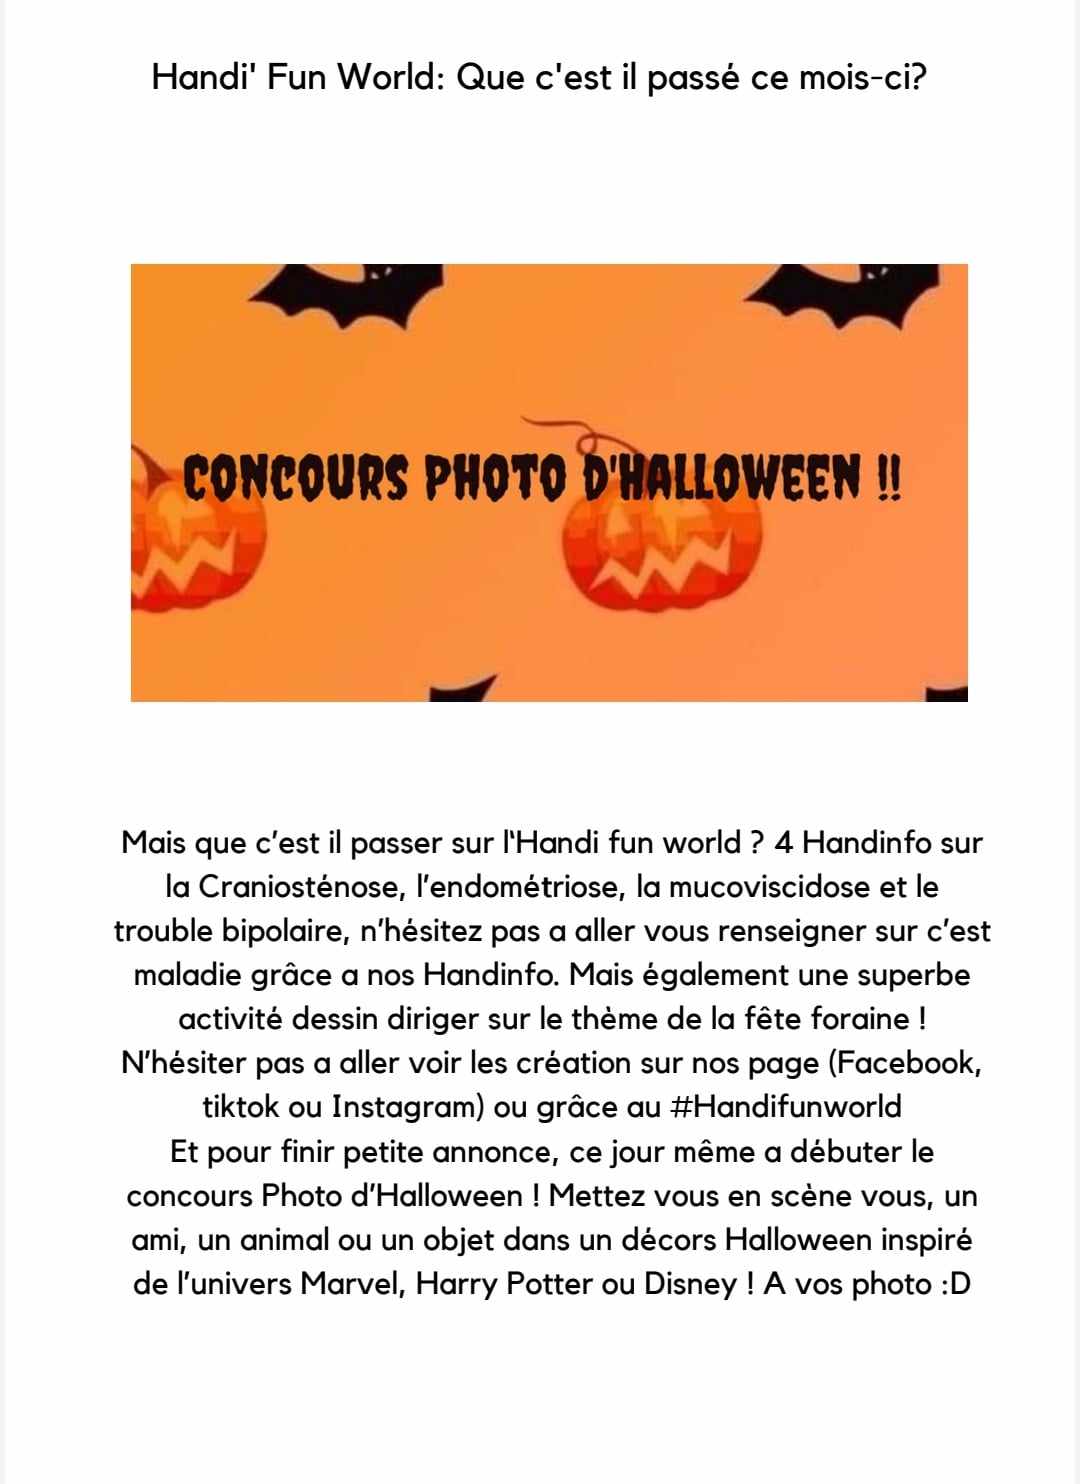 Handi' Fun World: Que c'est il passé ce mois-ci?
CONCOURS PHOTO D'HALLOWEEN !!
Mais que c’est il passer sur l‘Handi fun world ? 4 Handinfo sur
la Craniosténose, l’endométriose, la mucoviscidose et le
trouble bipolaire, n’hésitez pas a aller vous renseigner sur c’est
maladie grâce a nos Handinfo. Mais également une superbe
activité dessin diriger sur le thème de la fête foraine !
N’hésiter pas a aller voir les création sur nos page (Facebook,
tiktok ou Instagram) ou grâce au #Handifunworld
Et pour finir petite annonce, ce jour même a débuter le
concours Photo d’Halloween ! Mettez vous en scène vous, un
ami, un animal ou un objet dans un décors Halloween inspiré
de l’univers Marvel, Harry Potter ou Disney ! A vos photo :D